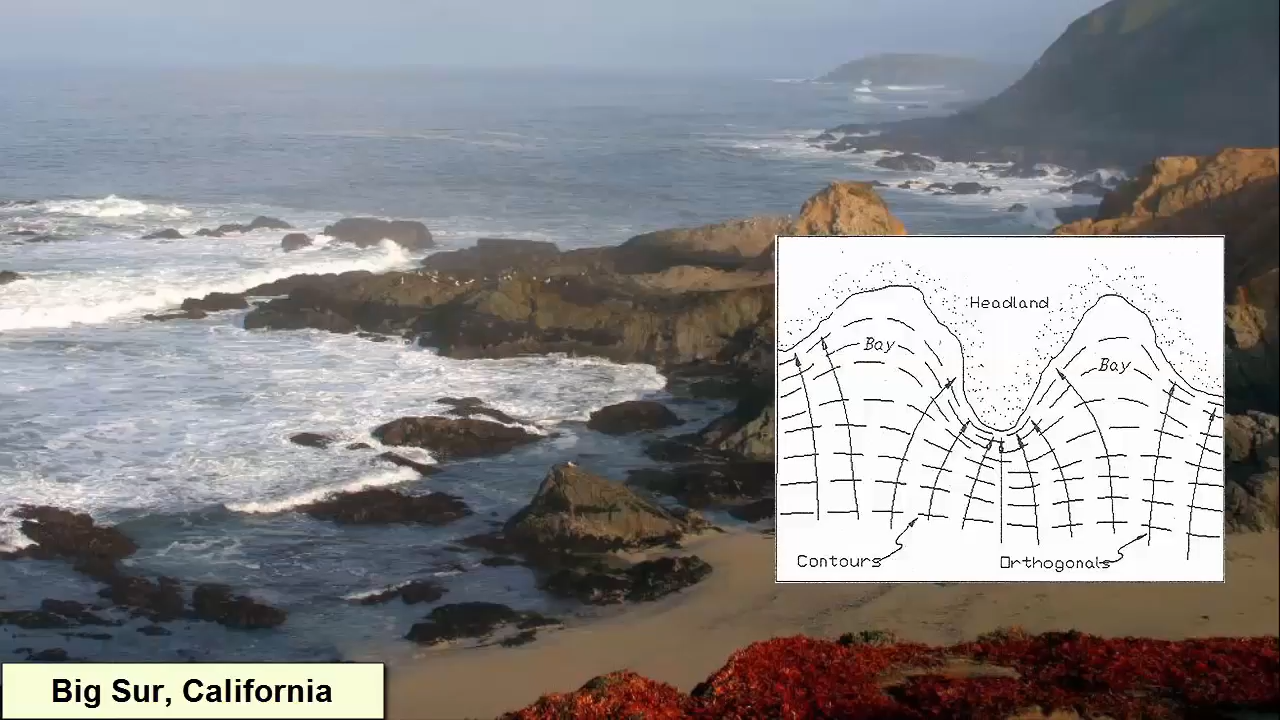 Headland
Bay
Bay
Contours
Orthogonals
Big Sur, California